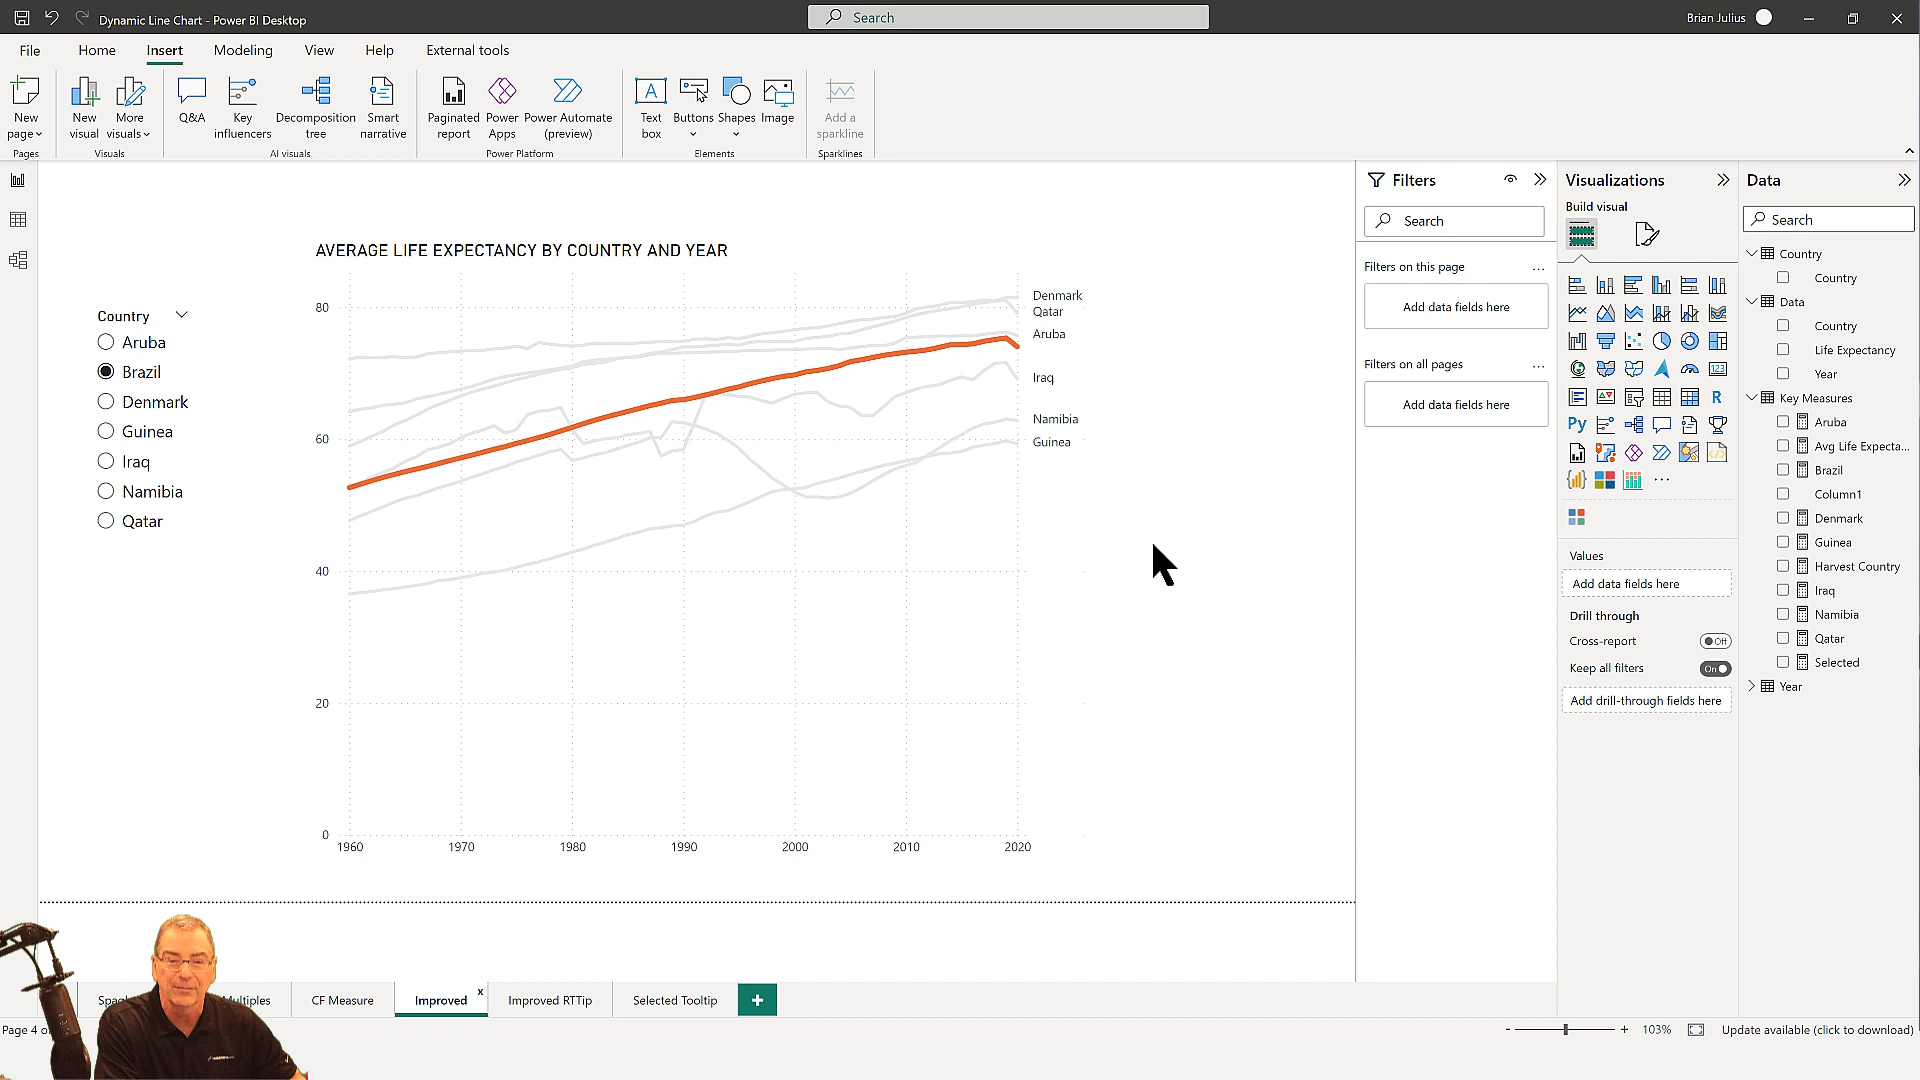 Dynamic Line Chart - Power BI Desktop
Search
Brian Julius
File
Home
Insert
Modeling
View
Help
External tools
New page
New visual
More visuals
Q&A
Key influencers
Decomposition tree
Smart narrative
Paginated report
Power Apps
Power Automate (preview)
Text box
Buttons
Shapes
Image
Add a sparkline
Pages
Visuals
AI visuals
Power Platform
Elements
Sparklines
AVERAGE LIFE EXPECTANCY BY COUNTRY AND YEAR
Country
Aruba
Brazil
Denmark
Guinea
Iraq
Namibia
Qatar
80
60
40
20
0
1960
1970
1980
1990
2000
2010
2020
Denmark
Qatar
Aruba
Iraq
Namibia
Guinea
Filters
Search
Filters on this page
...
Add data fields here
Filters on all pages
...
Add data fields here
Visualizations
Build visual
123
R
Py
...
Values
Add data fields here
Drill through
Cross-report
Off
Keep all filters
On
Add drill-through fields here
Data
Search
Country
Country
Data
Country
Life Expectancy
Year
Key Measures
Aruba
Avg Life Expecta...
Brazil
Column1
Denmark
Guinea
Harvest Country
Iraq
Namibia
Qatar
Selected
Year
CF Measure
Improved
x
Improved RTTip
Selected Tooltip
+
Page 4
- + 103%
Update available (click to download)